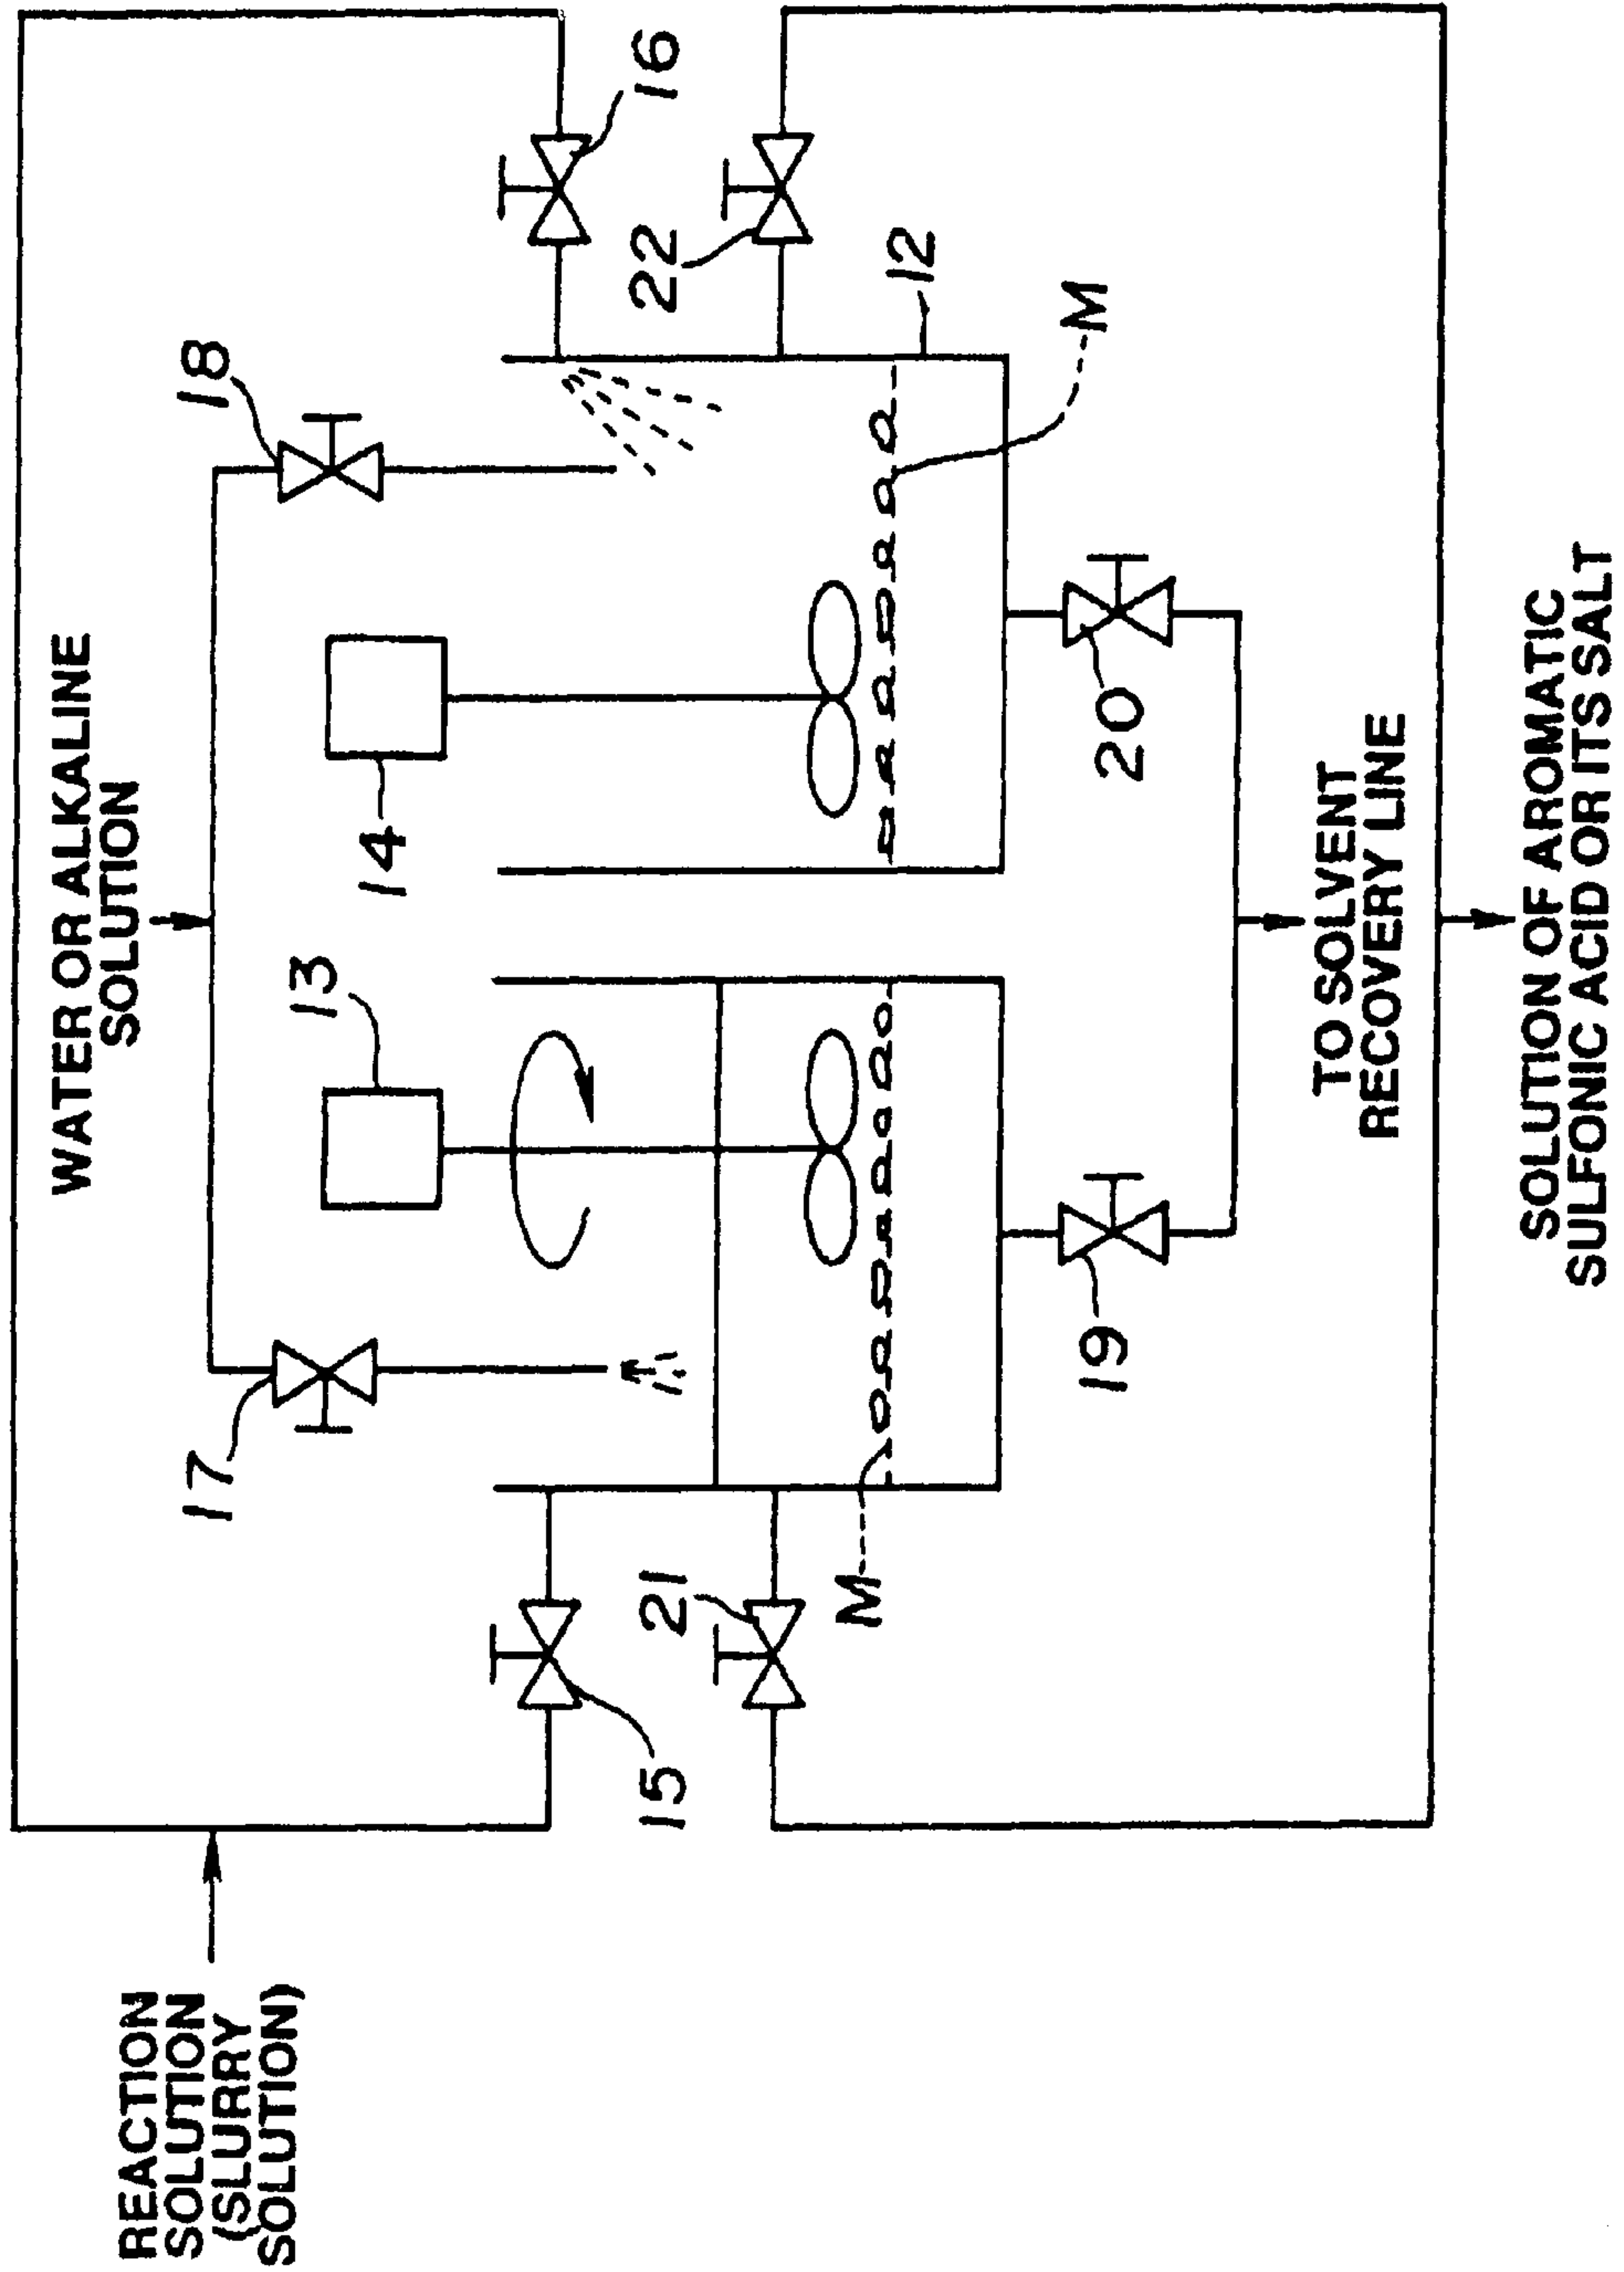 REACTION
SOLUTION
(SLURRY
SOLUTION)
WATER OR ALKALINE
SOLUTION
17
13
14
18
15
21
M
16
22
12
M
19
20
TO SOLVENT
RECOVERY LINE
SOLUTION OF AROMATIC
SULFONIC ACID OR ITS SALT